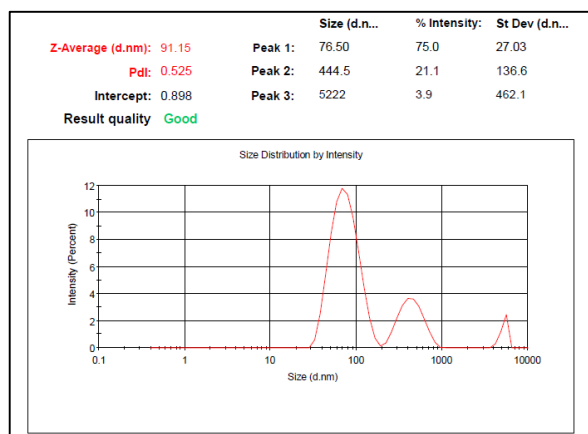 Size (d.n... % Intensity: St Dev (d.n...
Z-Average (d.nm): 91.15 Peak 1: 76.50 75.0 27.03
PdI: 0.525 Peak 2: 444.5 21.1 136.6
Intercept: 0.898 Peak 3: 5222 3.9 462.1
Result quality Good
Size Distribution by Intensity
Intensity (Percent)
12
10
8
6
4
2
0
0.1 1 10 100 1000 10000
Size (d.nm)